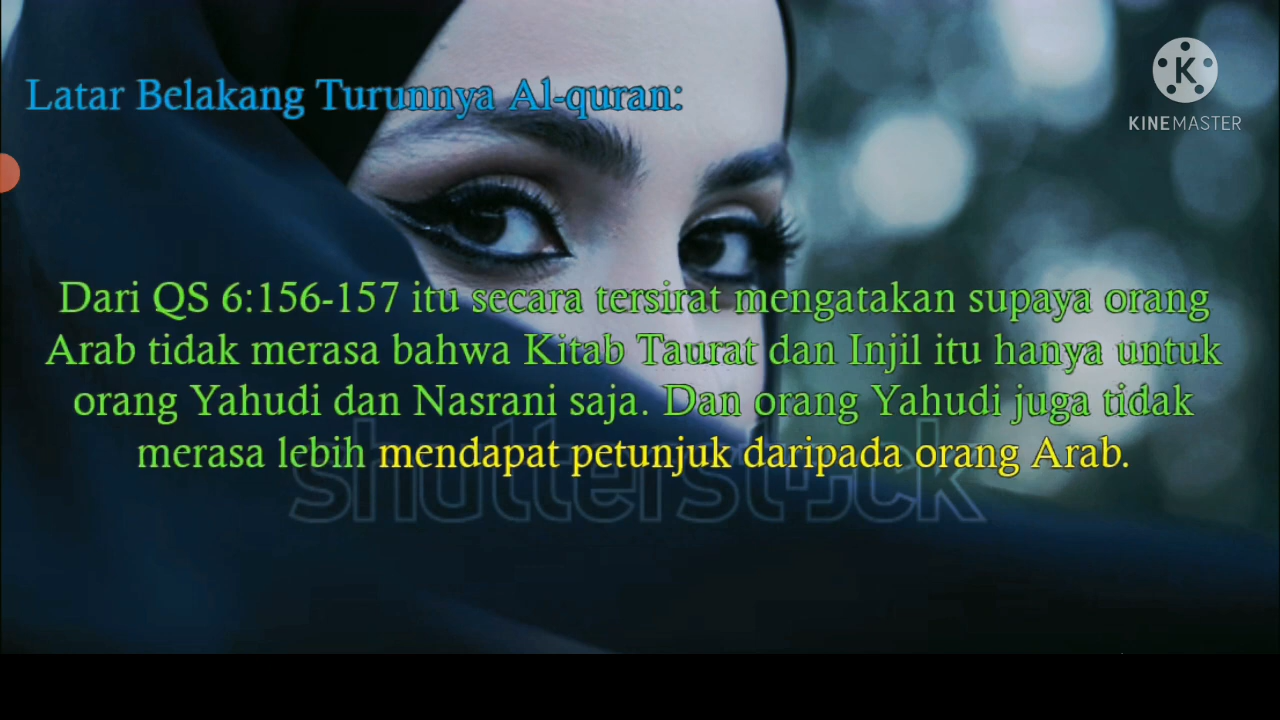 Latar Belakang Turunnya Al-quran:
K
KINEMASTER
Dari QS 6:156-157 itu secara tersirat mengatakan supaya orang
Arab tidak merasa bahwa Kitab Taurat dan Injil itu hanya untuk
orang Yahudi dan Nasrani saja. Dan orang Yahudi juga tidak
merasa lebih mendapat petunjuk daripada orang Arab.
shutterstock